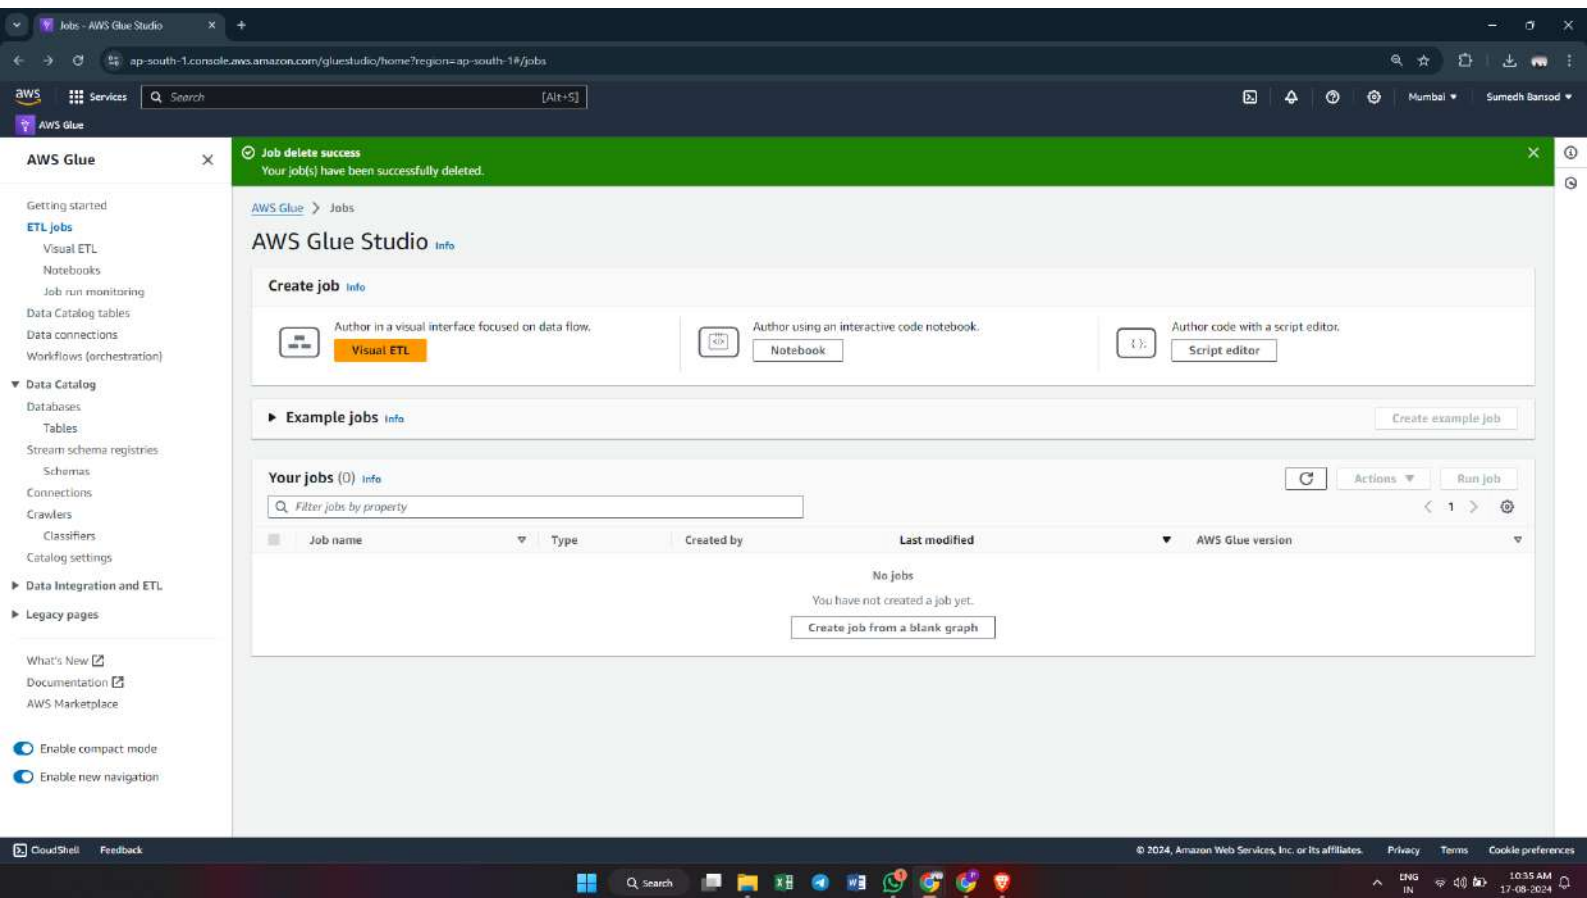 Jobs - AWS Glue Studio
ap-south-1.console.aws.amazon.com/gluestudio/home?region=ap-south-1#/jobs
aws Services Search [Alt+S] Mumbai Sumedh Bansod
AWS Glue
AWS Glue
Getting started
ETL jobs
Visual ETL
Notebooks
Job run monitoring
Data Catalog tables
Data connections
Workflows (orchestration)
Data Catalog
Databases
Tables
Stream schema registries
Schemas
Connections
Crawlers
Classifiers
Catalog settings
Data Integration and ETL
Legacy pages
What's New
Documentation
AWS Marketplace
Enable compact mode
Enable new navigation
Job delete success
Your job(s) have been successfully deleted.
AWS Glue > Jobs
AWS Glue Studio Info
Create job Info
Author in a visual interface focused on data flow.
Visual ETL
Author using an interactive code notebook.
Notebook
Author code with a script editor.
Script editor
Example jobs Info
Create example job
Your jobs (0) Info
Actions
Run job
Filter jobs by property
1
Job name Type Created by Last modified AWS Glue version
No jobs
You have not created a job yet.
Create job from a blank graph
CloudShell Feedback © 2024, Amazon Web Services, Inc. or its affiliates. Privacy Terms Cookie preferences
Search
ENG
IN
10:35 AM
17-08-2024